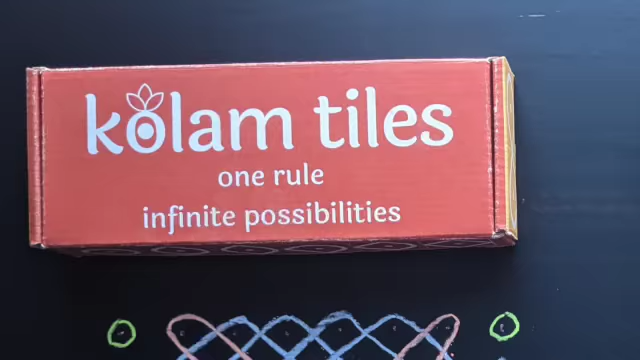 kolam tiles
one rule
infinite possibilities